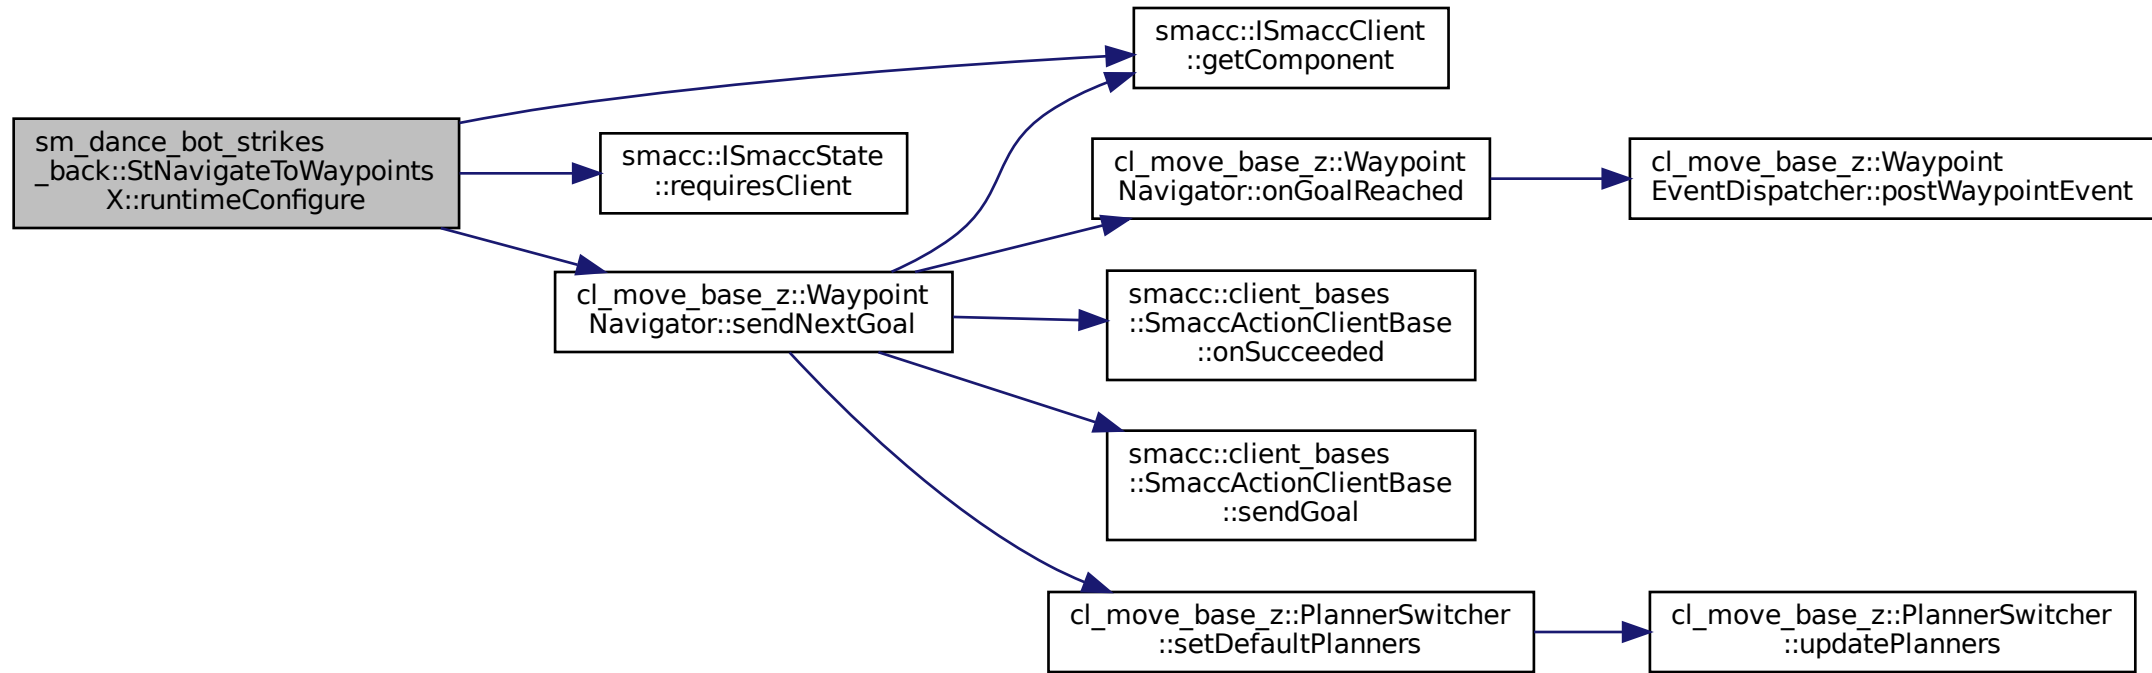 sm_dance_bot_strikes
_back::StNavigateToWaypoints
X::runtimeConfigure
smacc::ISmaccClient
::getComponent
smacc::ISmaccState
::requiresClient
cl_move_base_z::Waypoint
Navigator::sendNextGoal
cl_move_base_z::Waypoint
Navigator::onGoalReached
cl_move_base_z::Waypoint
EventDispatcher::postWaypointEvent
smacc::client_bases
::SmaccActionClientBase
::onSucceeded
smacc::client_bases
::SmaccActionClientBase
::sendGoal
cl_move_base_z::PlannerSwitcher
::setDefaultPlanners
cl_move_base_z::PlannerSwitcher
::updatePlanners